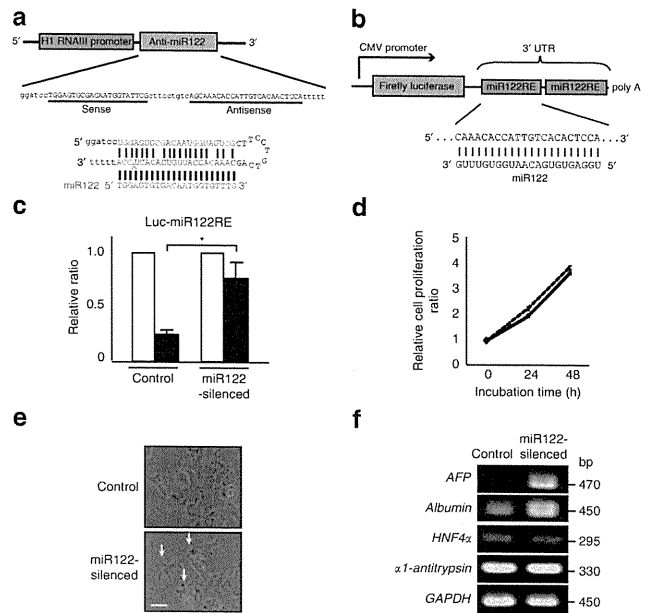 a
5′ H1 RNAIII promoter Anti-miR122 3′
ggatccTGGAGTGCGACAATGGTATTCGcttcctgtcAGCAAACACCATTGTCACAACTCCAttttt
Sense Antisense
5′
3′
miR122 5′ TGGAGTGTGACAATGGTGTTTG 3′
b
CMV promoter
3′ UTR
Firefly luciferase miR122RE miR122RE poly A
5′ ...CAAACACCATTGTCACACTCCA...3′
3′ GUUUGUGGUAACAGUGUGAGGU 5′
miR122
c
Luc-miR122RE
*
Relative ratio
1.0
0.5
0
Control miR122
-silenced
d
Relative cell proliferation
ratio
5
4
3
2
1
0
0 24 48
Incubation time (h)
e
Control
miR122-
silenced
f
Control miR122-
silenced
bp
AFP 470
Albumin 450
HNF4α 295
α1-antitrypsin 330
GAPDH 450